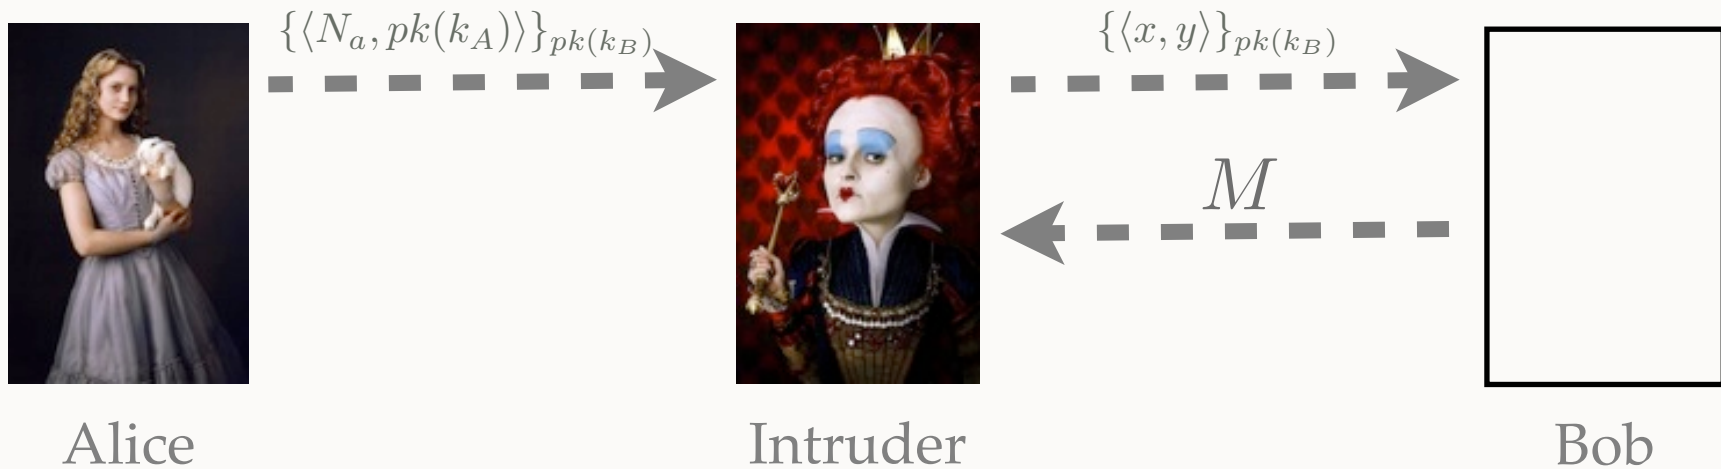 {⟨N_a, pk(k_A)⟩}_{pk(k_B)}
{⟨x, y⟩}_{pk(k_B)}
M
Alice
Intruder
Bob